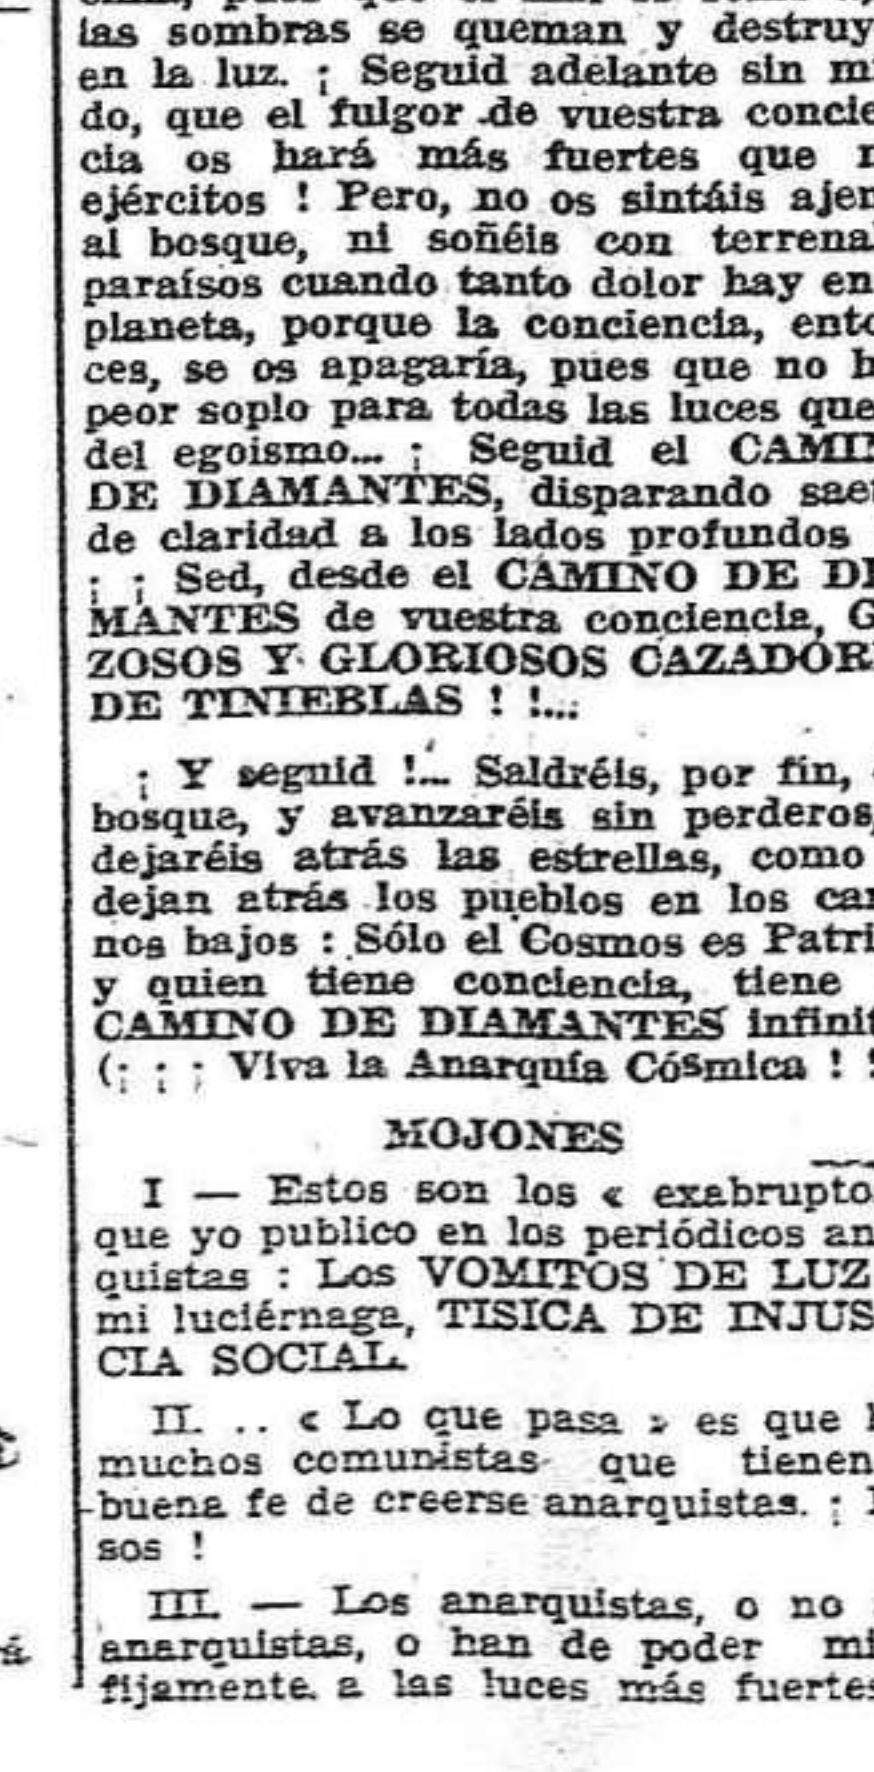 las sombras se queman y destruy
en la luz. ¡ Seguid adelante sin mi
do, que el fulgor de vuestra concie
cia os hará más fuertes que
ejércitos ! Pero, no os sintáis ajen
al bosque, ni soñéis con terrenal
paraísos cuando tanto dolor hay en
planeta, porque la conciencia, ento
ces, se os apagaría, pues que no h
peor soplo para todas las luces que
del egoismo... ¡ Seguid el CAMIN
DE DIAMANTES, disparando sae
de claridad a los lados profundos
¡ ¡ Sed, desde el CAMINO DE DI
MANTES de vuestra conciencia, G
ZOSOS Y GLORIOSOS CAZADOR
DE TINIEBLAS ! !...
¡ Y seguid !... Saldréis, por fin,
bosque, y avanzaréis sin perderos,
dejaréis atrás las estrellas, como
dejan atrás los pueblos en los cam
nos bajos : Sólo el Cosmos es Patri
y quien tiene conciencia, tiene
CAMINO DE DIAMANTES infinit
(¡ ¡ ¡ Viva la Anarquía Cósmica ! !
MOJONES
I — Estos son los « exabrupto
que yo publico en los periódicos an
quistas : Los VOMITOS DE LUZ
mi luciérnaga, TISICA DE INJUS
CIA SOCIAL.
II. .. « Lo que pasa » es que
muchos comunistas que tienen
buena fe de creerse anarquistas. ¡
sos !
III. — Los anarquistas, o no
anarquistas, o han de poder mi
fijamente a las luces más fuertes